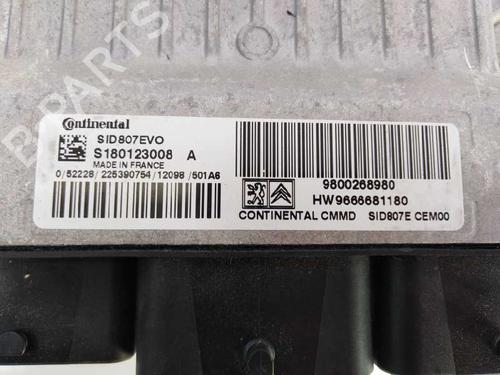 Continental
SID807EVO
S180123008 A
MADE IN FRANCE
0/52228/225390754/12098/501A6
9800268980
HW9666681180
CONTINENTAL CMMD SID807E CEM00
B-PARTS